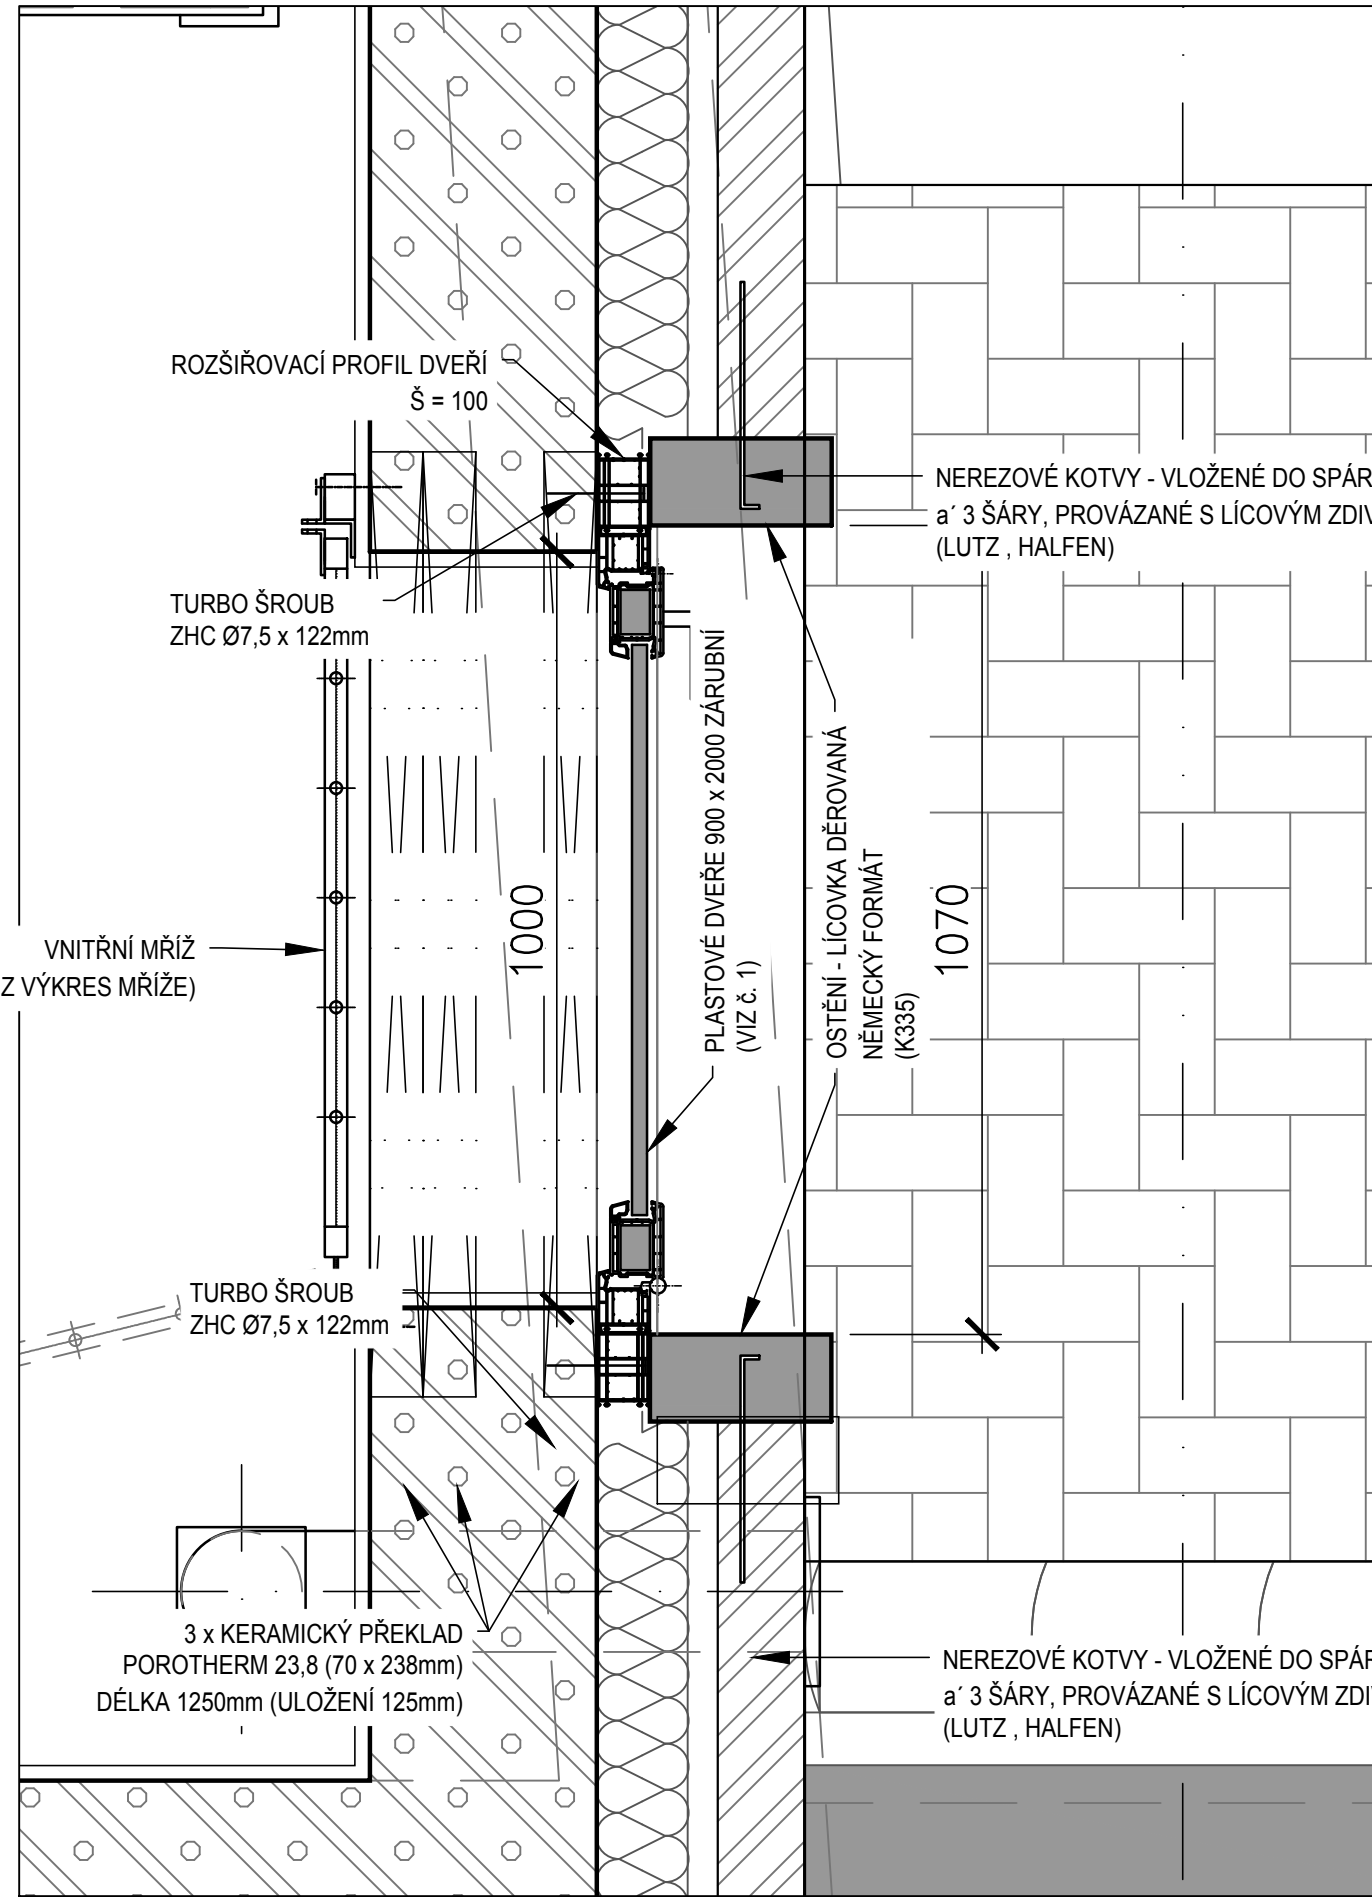 ROZŠIŘOVACÍ PROFIL DVEŘÍ
Š = 100
NEREZOVÉ KOTVY - VLOŽENÉ DO SPÁR
a´ 3 ŠÁRY, PROVÁZANÉ S LÍCOVÝM ZDIV
(LUTZ , HALFEN)
TURBO ŠROUB
ZHC Ø7,5 x 122mm
PLASTOVÉ DVEŘE 900 x 2000 ZÁRUBNÍ
(VIZ č. 1)
OSTĚNÍ - LÍCOVKA DĚROVANÁ
NĚMECKÝ FORMÁT
(K335)
1000
1070
VNITŘNÍ MŘÍŽ
Z VÝKRES MŘÍŽE)
TURBO ŠROUB
ZHC Ø7,5 x 122mm
3 x KERAMICKÝ PŘEKLAD
POROTHERM 23,8 (70 x 238mm)
DÉLKA 1250mm (ULOŽENÍ 125mm)
NEREZOVÉ KOTVY - VLOŽENÉ DO SPÁR
a´ 3 ŠÁRY, PROVÁZANÉ S LÍCOVÝM ZDIV
(LUTZ , HALFEN)